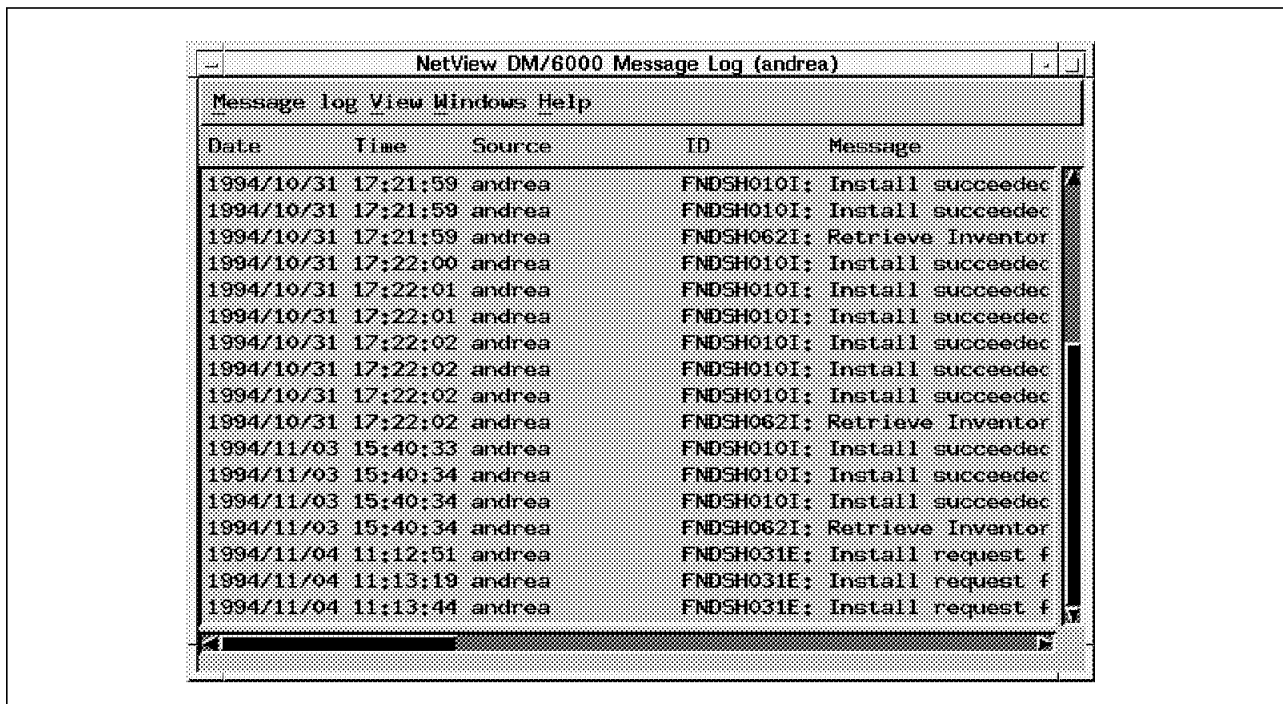 NetView DM/6000 Message Log (andrea)
Message log View Windows Help
Date Time Source ID Message
1994/10/31 17:21:59 andrea FNDSH010I: Install succeedec
1994/10/31 17:21:59 andrea FNDSH010I: Install succeedec
1994/10/31 17:21:59 andrea FNDSH062I: Retrieve Inventor
1994/10/31 17:22:00 andrea FNDSH010I: Install succeedec
1994/10/31 17:22:01 andrea FNDSH010I: Install succeedec
1994/10/31 17:22:01 andrea FNDSH010I: Install succeedec
1994/10/31 17:22:02 andrea FNDSH010I: Install succeedec
1994/10/31 17:22:02 andrea FNDSH010I: Install succeedec
1994/10/31 17:22:02 andrea FNDSH010I: Install succeedec
1994/10/31 17:22:02 andrea FNDSH062I: Retrieve Inventor
1994/11/03 15:40:33 andrea FNDSH010I: Install succeedec
1994/11/03 15:40:34 andrea FNDSH010I: Install succeedec
1994/11/03 15:40:34 andrea FNDSH010I: Install succeedec
1994/11/03 15:40:34 andrea FNDSH062I: Retrieve Inventor
1994/11/04 11:12:51 andrea FNDSH031E: Install request f
1994/11/04 11:13:19 andrea FNDSH031E: Install request f
1994/11/04 11:13:44 andrea FNDSH031E: Install request f